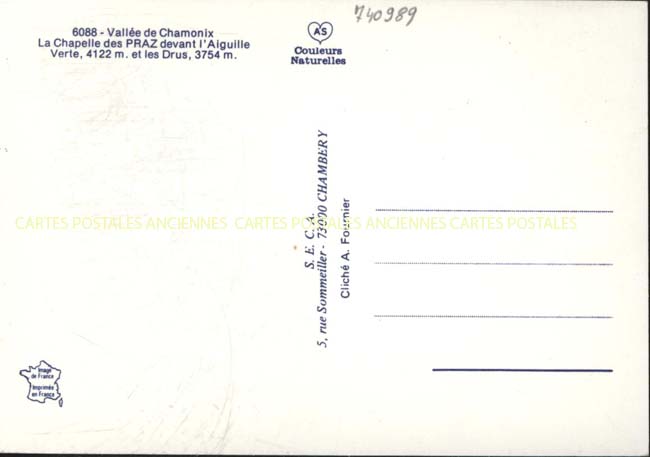 740989
6088 - Vallée de Chamonix
La Chapelle des PRAZ devant l'Aiguille
Verte, 4122 m. et les Drus, 3754 m.
AS
Couleurs
Naturelles
S. E. C. A.
5, rue Sommeiller - 73000 CHAMBERY
Cliché A. Fournier
CARTES POSTALES ANCIENNES CARTES POSTALES ANCIENNES CARTES POSTALES
Image
de France
Imprimée
en France